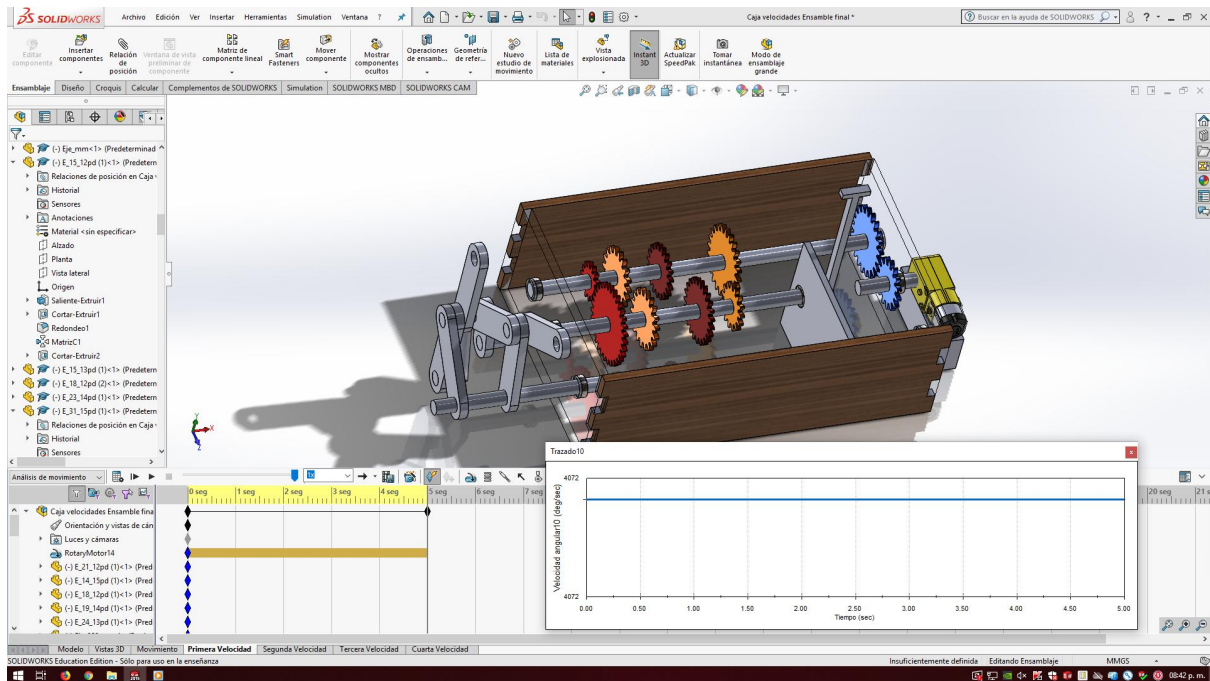 SOLIDWORKS
Archivo Edición Ver Insertar Herramientas Simulation Ventana ?
Caja velocidades Ensamble final *
Buscar en la ayuda de SOLIDWORKS
Editar componente
Insertar componentes
Relación de posición
Ventana de vista preliminar de componente
Matriz de componente lineal
Smart Fasteners
Mover componente
Mostrar componentes ocultos
Operaciones de ensamb...
Geometría de refer...
Nuevo estudio de movimiento
Lista de materiales
Vista explosionada
Instant 3D
Actualizar SpeedPak
Tomar instantánea
Modo de ensamblaje grande
Ensamblaje Diseño Croquis Calcular Complementos de SOLIDWORKS Simulation SOLIDWORKS MBD SOLIDWORKS CAM
(-) Eje_mm<1> (Predeterminad
(-) E_15_12pd (1)<1> (Predetern
Relaciones de posición en Caja
Historial
Sensores
Anotaciones
Material <sin especificar>
Alzado
Planta
Vista lateral
Origen
Saliente-Extruir1
Cortar-Extruir1
Redondeo1
MatrizC1
Cortar-Extruir2
(-) E_15_13pd (1)<1> (Predetern
(-) E_18_12pd (2)<1> (Predetern
(-) E_23_14pd (1)<1> (Predetern
(-) E_31_15pd (1)<1> (Predetern
Relaciones de posición en Caja
Historial
Sensores
Y
X
Z
Trazado10
4072
Velocidad angular10 (deg/sec)
4072
0.00 0.50 1.00 1.50 2.00 2.50 3.00 3.50 4.00 4.50 5.00
Tiempo (sec)
Análisis de movimiento
1x
0 seg 1 seg 2 seg 3 seg 4 seg 5 seg 6 seg 7 seg 20 seg 21 s
Caja velocidades Ensamble fina
Orientación y vistas de cán
Luces y cámaras
RotaryMotor14
(-) E_21_12pd (1)<1> (Pred
(-) E_14_15pd (1)<1> (Pred
(-) E_18_12pd (1)<1> (Pred
(-) E_19_14pd (1)<1> (Pred
(-) E_24_13pd (1)<1> (Pred
Modelo Vistas 3D Movimiento Primera Velocidad Segunda Velocidad Tercera Velocidad Cuarta Velocidad
SOLIDWORKS Education Edition - Sólo para uso en la enseñanza
Insuficientemente definida Editando Ensamblaje MMGS
08:42 p. m.